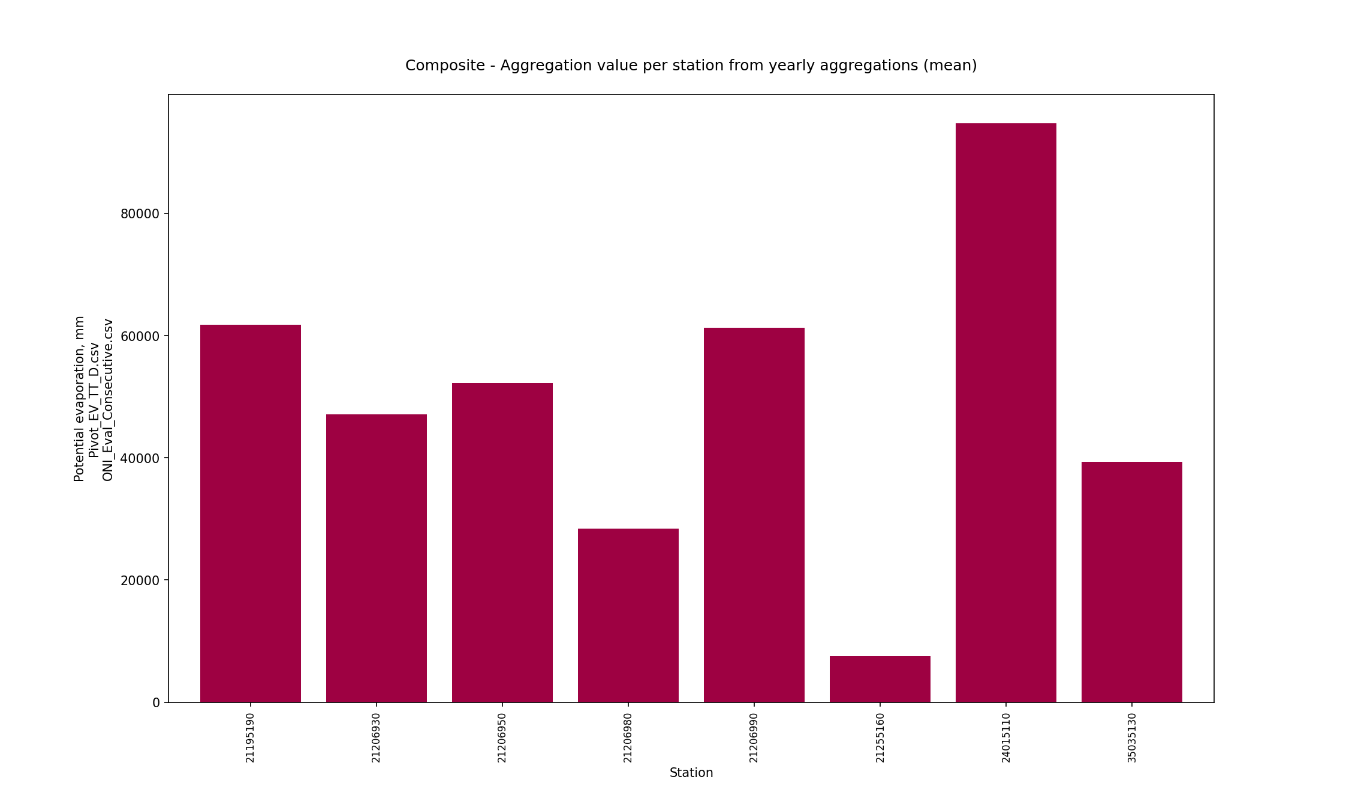 Composite - Aggregation value per station from yearly aggregations (mean)
Potential evaporation, mm
Pivot_EV_TT_D.csv
ONI_Eval_Consecutive.csv
80000
60000
40000
20000
0
21195190
21206930
21206950
21206980
21206990
21255160
24015110
35035130
Station